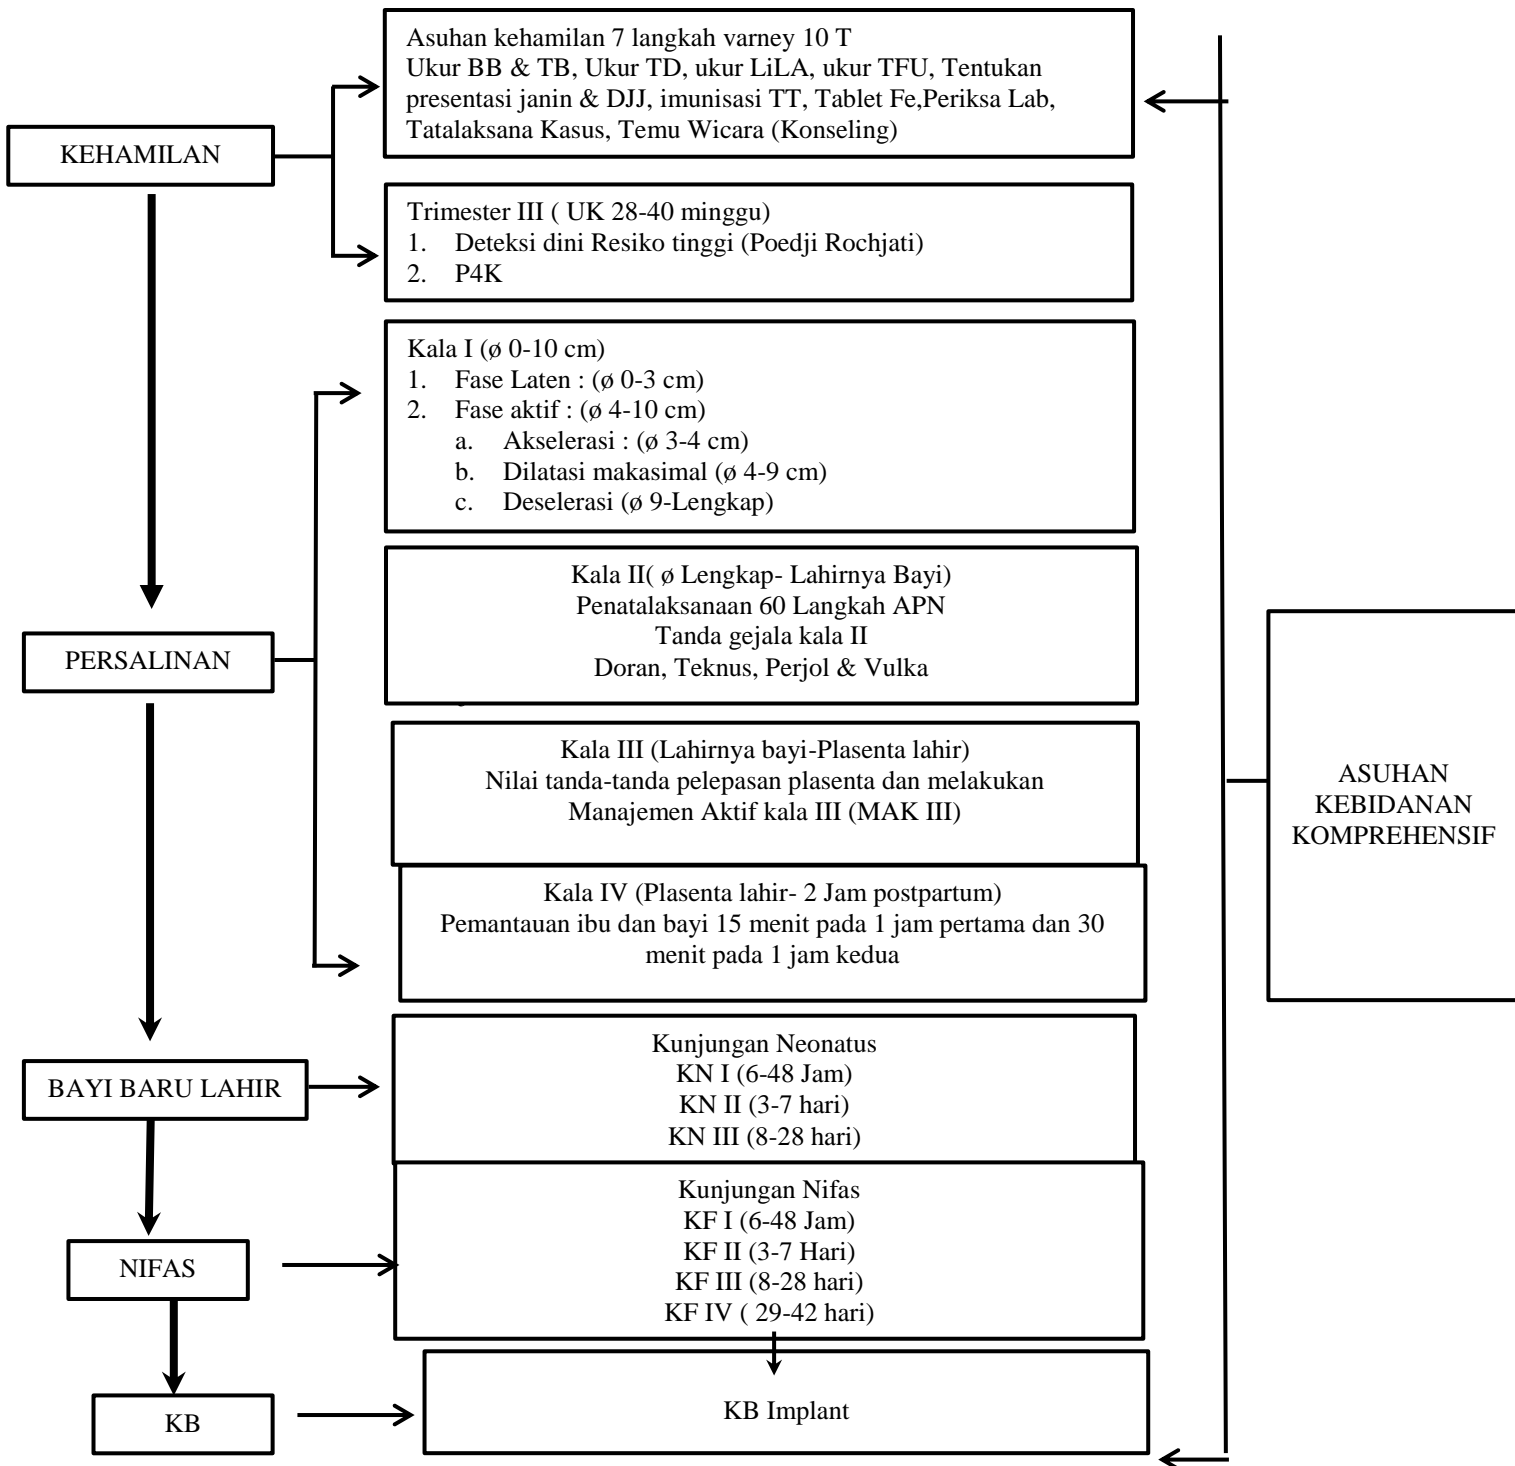 Asuhan kehamilan 7 langkah varney 10 T
Ukur BB & TB, Ukur TD, ukur LiLA, ukur TFU, Tentukan
presentasi janin & DJJ, imunisasi TT, Tablet Fe,Periksa Lab,
Tatalaksana Kasus, Temu Wicara (Konseling)
KEHAMILAN
Trimester III ( UK 28-40 minggu)
1. Deteksi dini Resiko tinggi (Poedji Rochjati)
2. P4K
Kala I (ø 0-10 cm)
1. Fase Laten : (ø 0-3 cm)
2. Fase aktif : (ø 4-10 cm)
a. Akselerasi : (ø 3-4 cm)
b. Dilatasi makasimal (ø 4-9 cm)
c. Deselerasi (ø 9-Lengkap)
PERSALINAN
Kala II( ø Lengkap- Lahirnya Bayi)
Penatalaksanaan 60 Langkah APN
Tanda gejala kala II
Doran, Teknus, Perjol & Vulka
Kala III (Lahirnya bayi-Plasenta lahir)
Nilai tanda-tanda pelepasan plasenta dan melakukan
Manajemen Aktif kala III (MAK III)
Kala IV (Plasenta lahir- 2 Jam postpartum)
Pemantauan ibu dan bayi 15 menit pada 1 jam pertama dan 30
menit pada 1 jam kedua
ASUHAN
KEBIDANAN
KOMPREHENSIF
BAYI BARU LAHIR
Kunjungan Neonatus
KN I (6-48 Jam)
KN II (3-7 hari)
KN III (8-28 hari)
NIFAS
Kunjungan Nifas
KF I (6-48 Jam)
KF II (3-7 Hari)
KF III (8-28 hari)
KF IV ( 29-42 hari)
KB
KB Implant